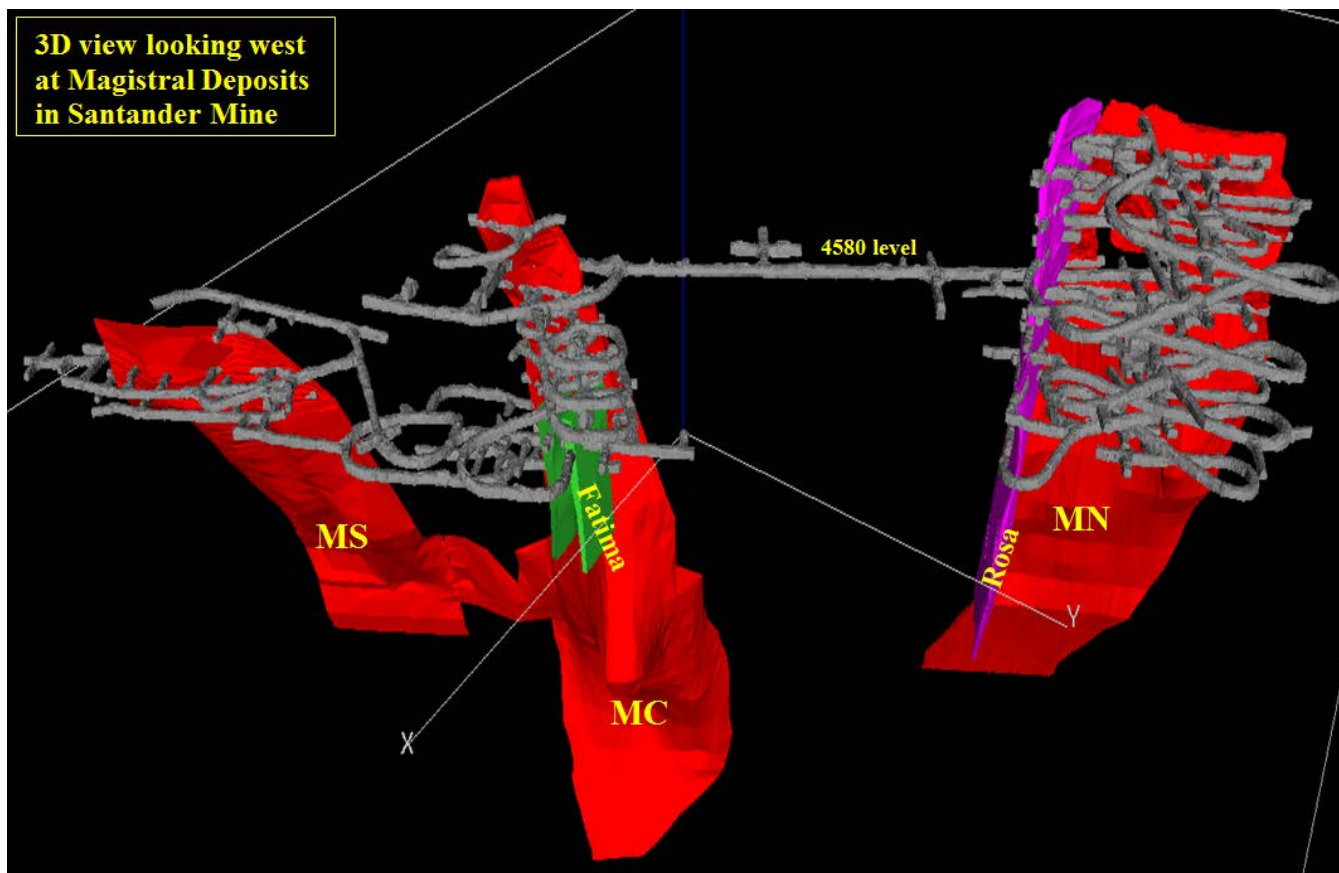 3D view looking west
at Magistral Deposits
in Santander Mine
4580 level
Fatima
MS
Rosa
MN
Y
MC
X